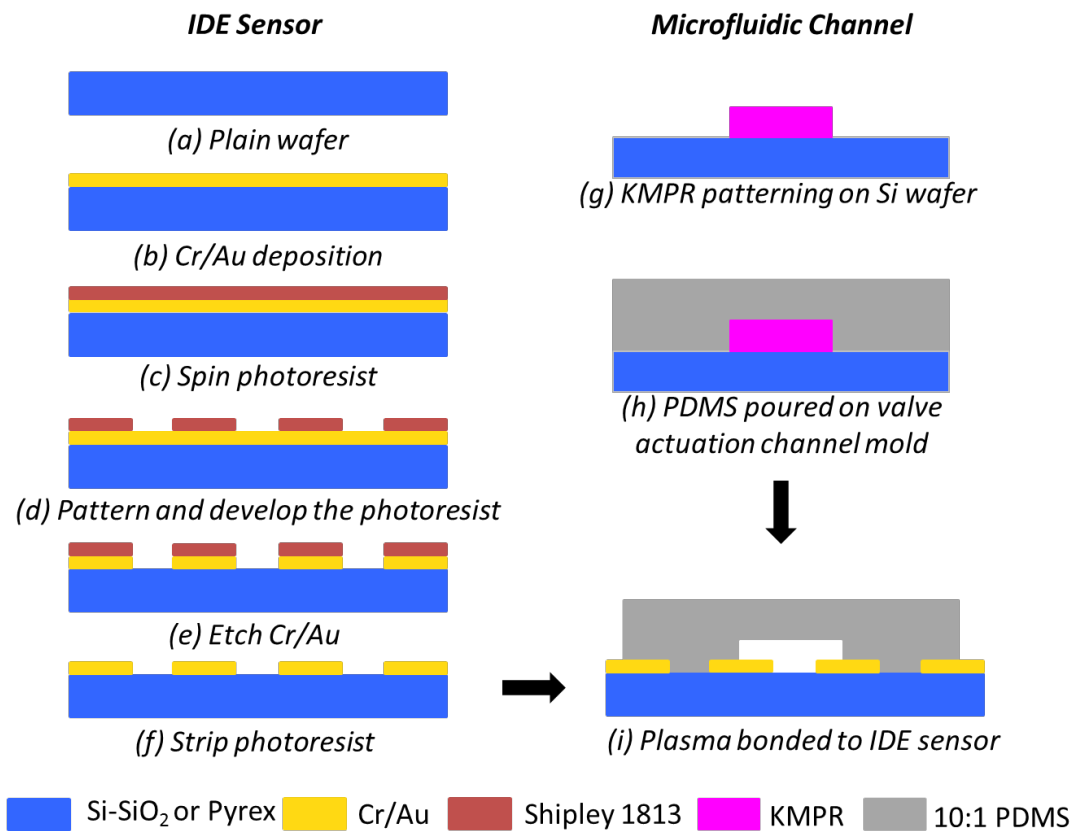 IDE Sensor
(a) Plain wafer
(b) Cr/Au deposition
(c) Spin photoresist
(d) Pattern and develop the photoresist
(e) Etch Cr/Au
(f) Strip photoresist
Microfluidic Channel
(g) KMPR patterning on Si wafer
(h) PDMS poured on valve
actuation channel mold
(i) Plasma bonded to IDE sensor
Si-SiO₂ or Pyrex
Cr/Au
Shipley 1813
KMPR
10:1 PDMS